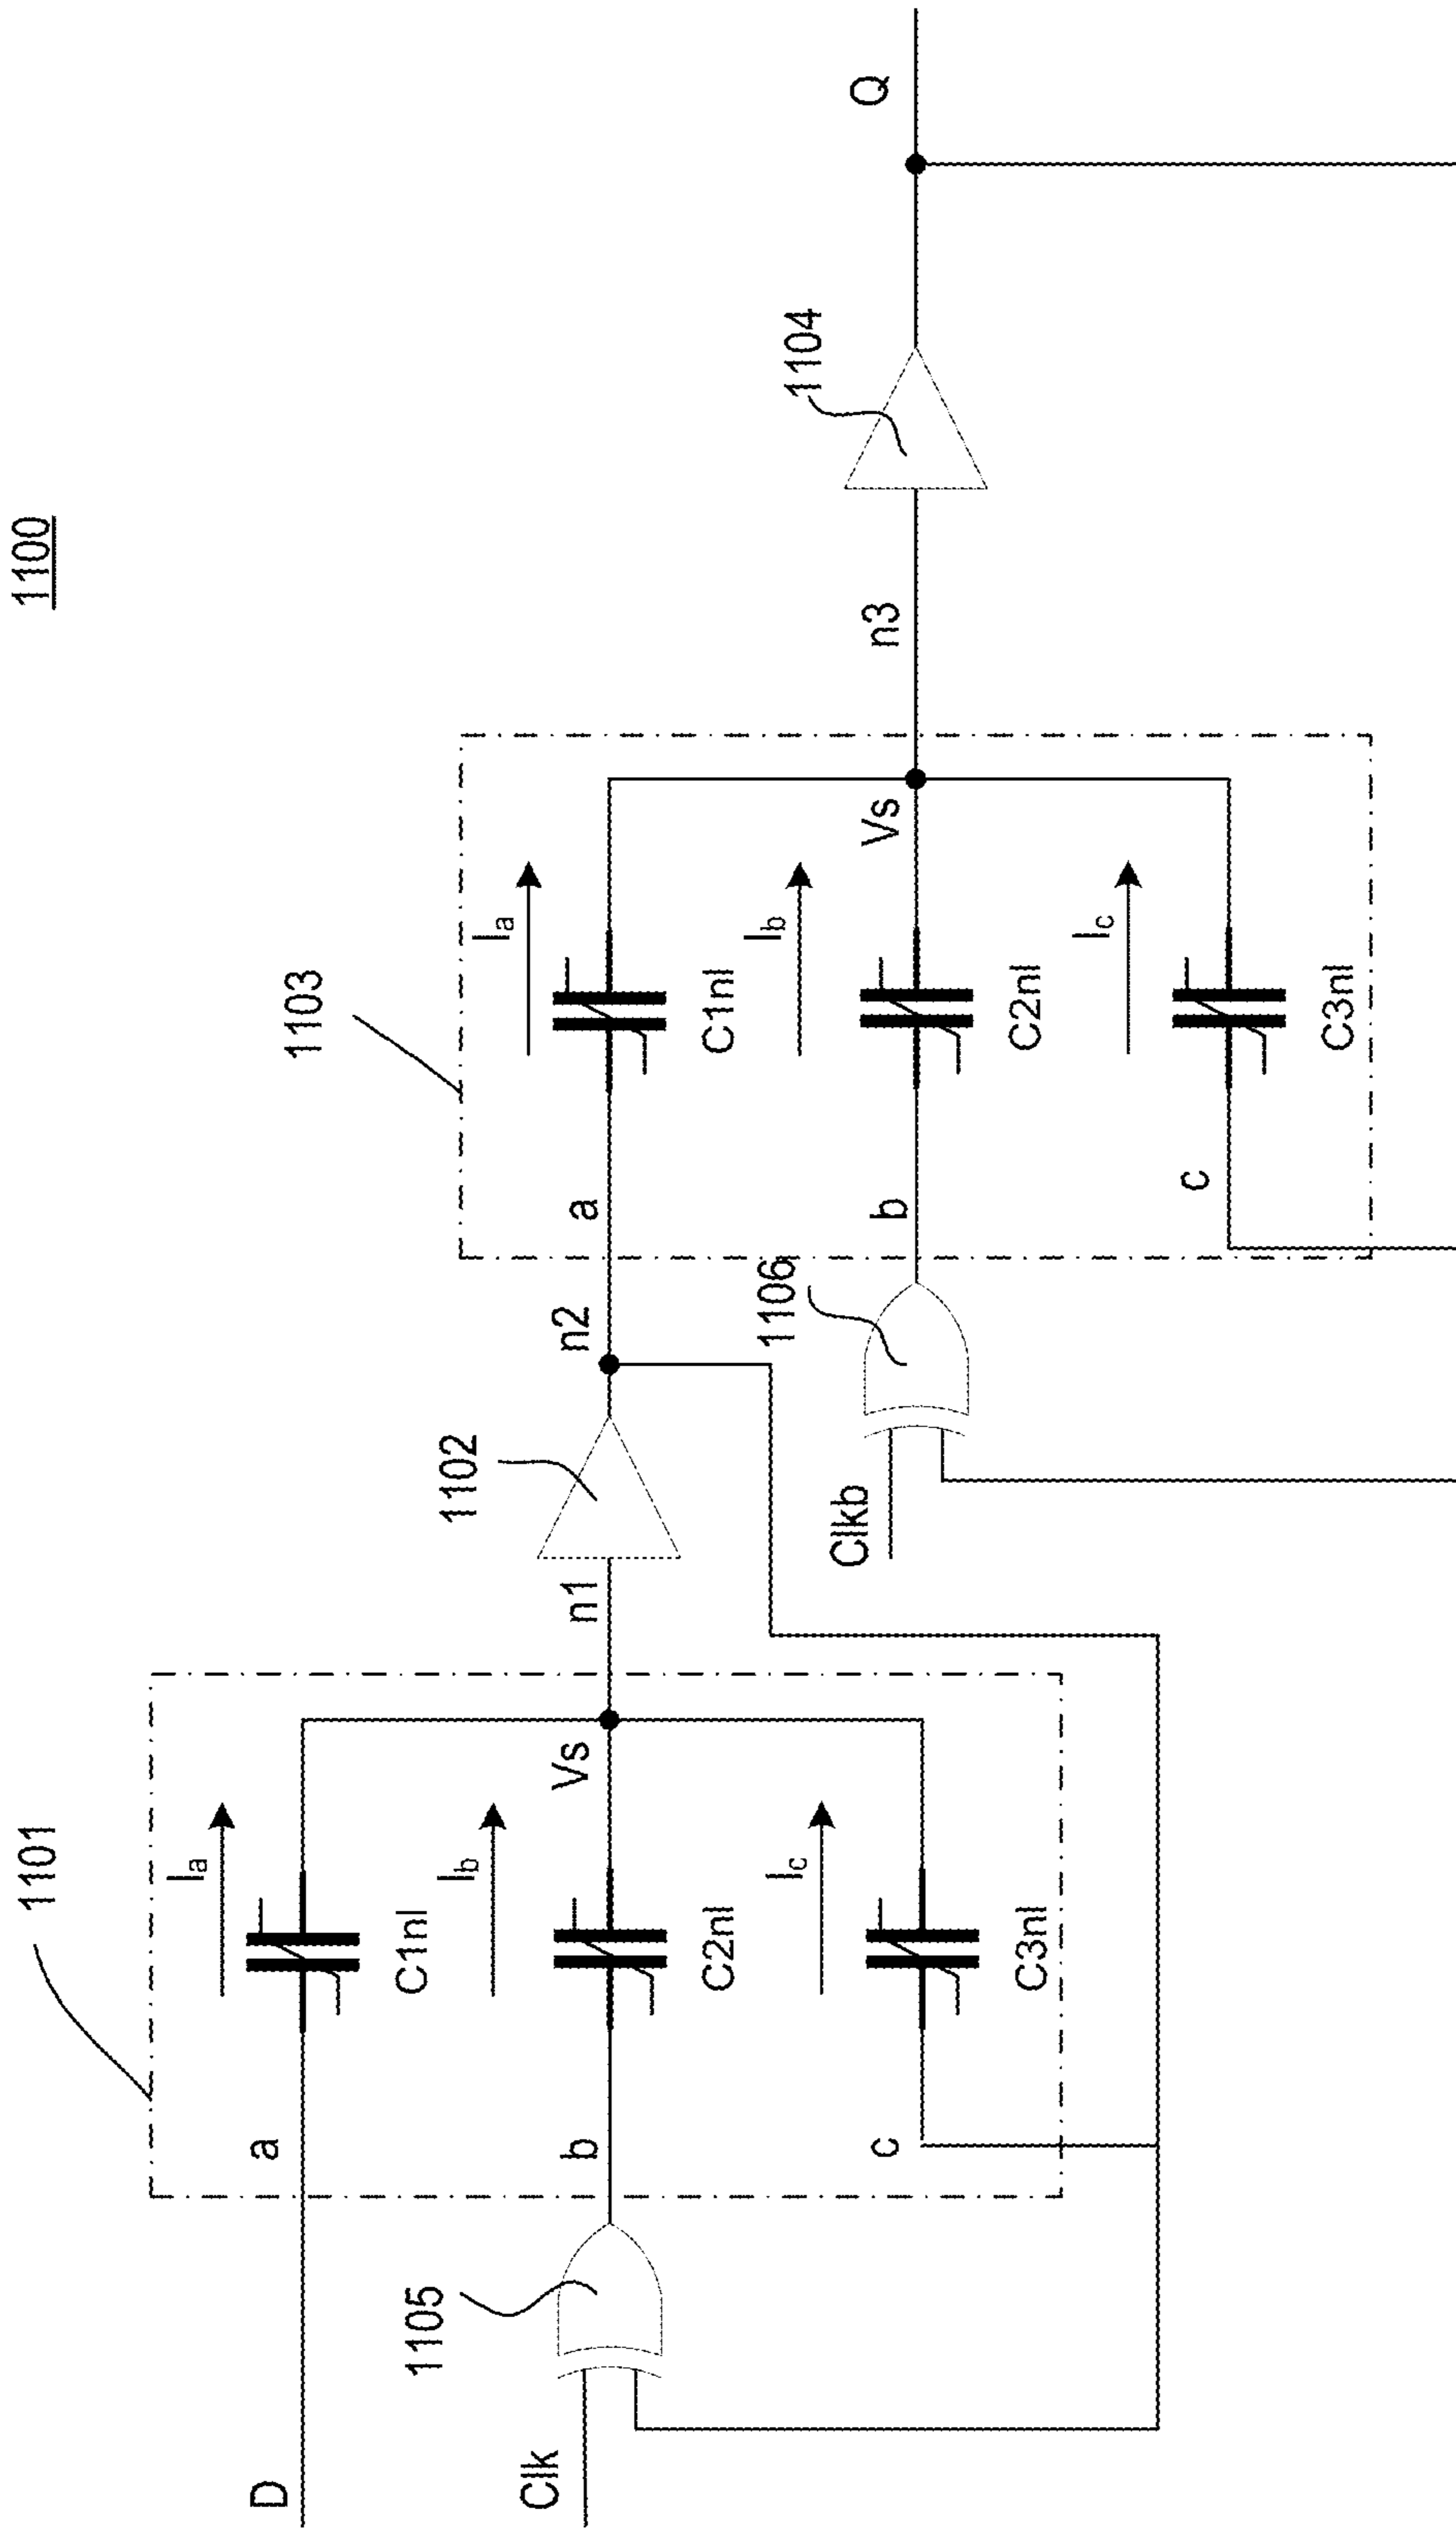 1100
1101
D
a
Ia
C1nl
1105
Clk
b
Ib
Vs
C2nl
c
Ic
C3nl
n1
1102
n2
1103
a
Ia
C1nl
Clkb
1106
b
Ib
Vs
C2nl
c
Ic
C3nl
n3
1104
Q